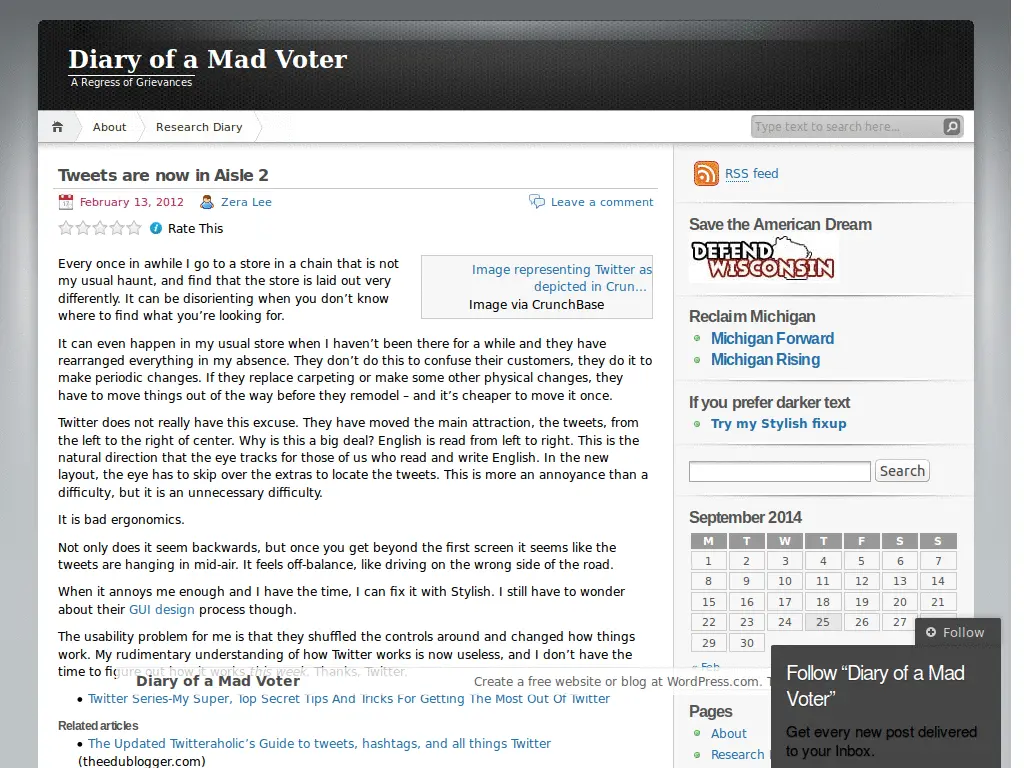 Diary of a Mad Voter
A Regress of Grievances
About
Research Diary
Type text to search here...
Tweets are now in Aisle 2
February 13, 2012
Zera Lee
Leave a comment
Rate This
Every once in awhile I go to a store in a chain that is not
my usual haunt, and find that the store is laid out very
differently. It can be disorienting when you don’t know
where to find what you’re looking for.
Image representing Twitter as
depicted in Crun...
Image via CrunchBase
It can even happen in my usual store when I haven’t been there for a while and they have
rearranged everything in my absence. They don’t do this to confuse their customers, they do it to
make periodic changes. If they replace carpeting or make some other physical changes, they
have to move things out of the way before they remodel – and it’s cheaper to move it once.
Twitter does not really have this excuse. They have moved the main attraction, the tweets, from
the left to the right of center. Why is this a big deal? English is read from left to right. This is the
natural direction that the eye tracks for those of us who read and write English. In the new
layout, the eye has to skip over the extras to locate the tweets. This is more an annoyance than a
difficulty, but it is an unnecessary difficulty.
It is bad ergonomics.
Not only does it seem backwards, but once you get beyond the first screen it seems like the
tweets are hanging in mid-air. It feels off-balance, like driving on the wrong side of the road.
When it annoys me enough and I have the time, I can fix it with Stylish. I still have to wonder
about their GUI design process though.
The usability problem for me is that they shuffled the controls around and changed how things
work. My rudimentary understanding of how Twitter works is now useless, and I don’t have the
time to figure out how it works this week. Thanks, Twitter.
Twitter Series-My Super, Top Secret Tips And Tricks For Getting The Most Out Of Twitter
Related articles
The Updated Twitteraholic’s Guide to tweets, hashtags, and all things Twitter
(theedublogger.com)
RSS feed
Save the American Dream
DEFEND
WISCONSIN
Reclaim Michigan
Michigan Forward
Michigan Rising
If you prefer darker text
Try my Stylish fixup
Search
September 2014
M T W T F S S
1 2 3 4 5 6 7
8 9 10 11 12 13 14
15 16 17 18 19 20 21
22 23 24 25 26 27
29 30
« Feb
Pages
About
Research
Diary of a Mad Voter
Create a free website or blog at WordPress.com.
Follow
Follow “Diary of a Mad
Voter”
Get every new post delivered
to your Inbox.